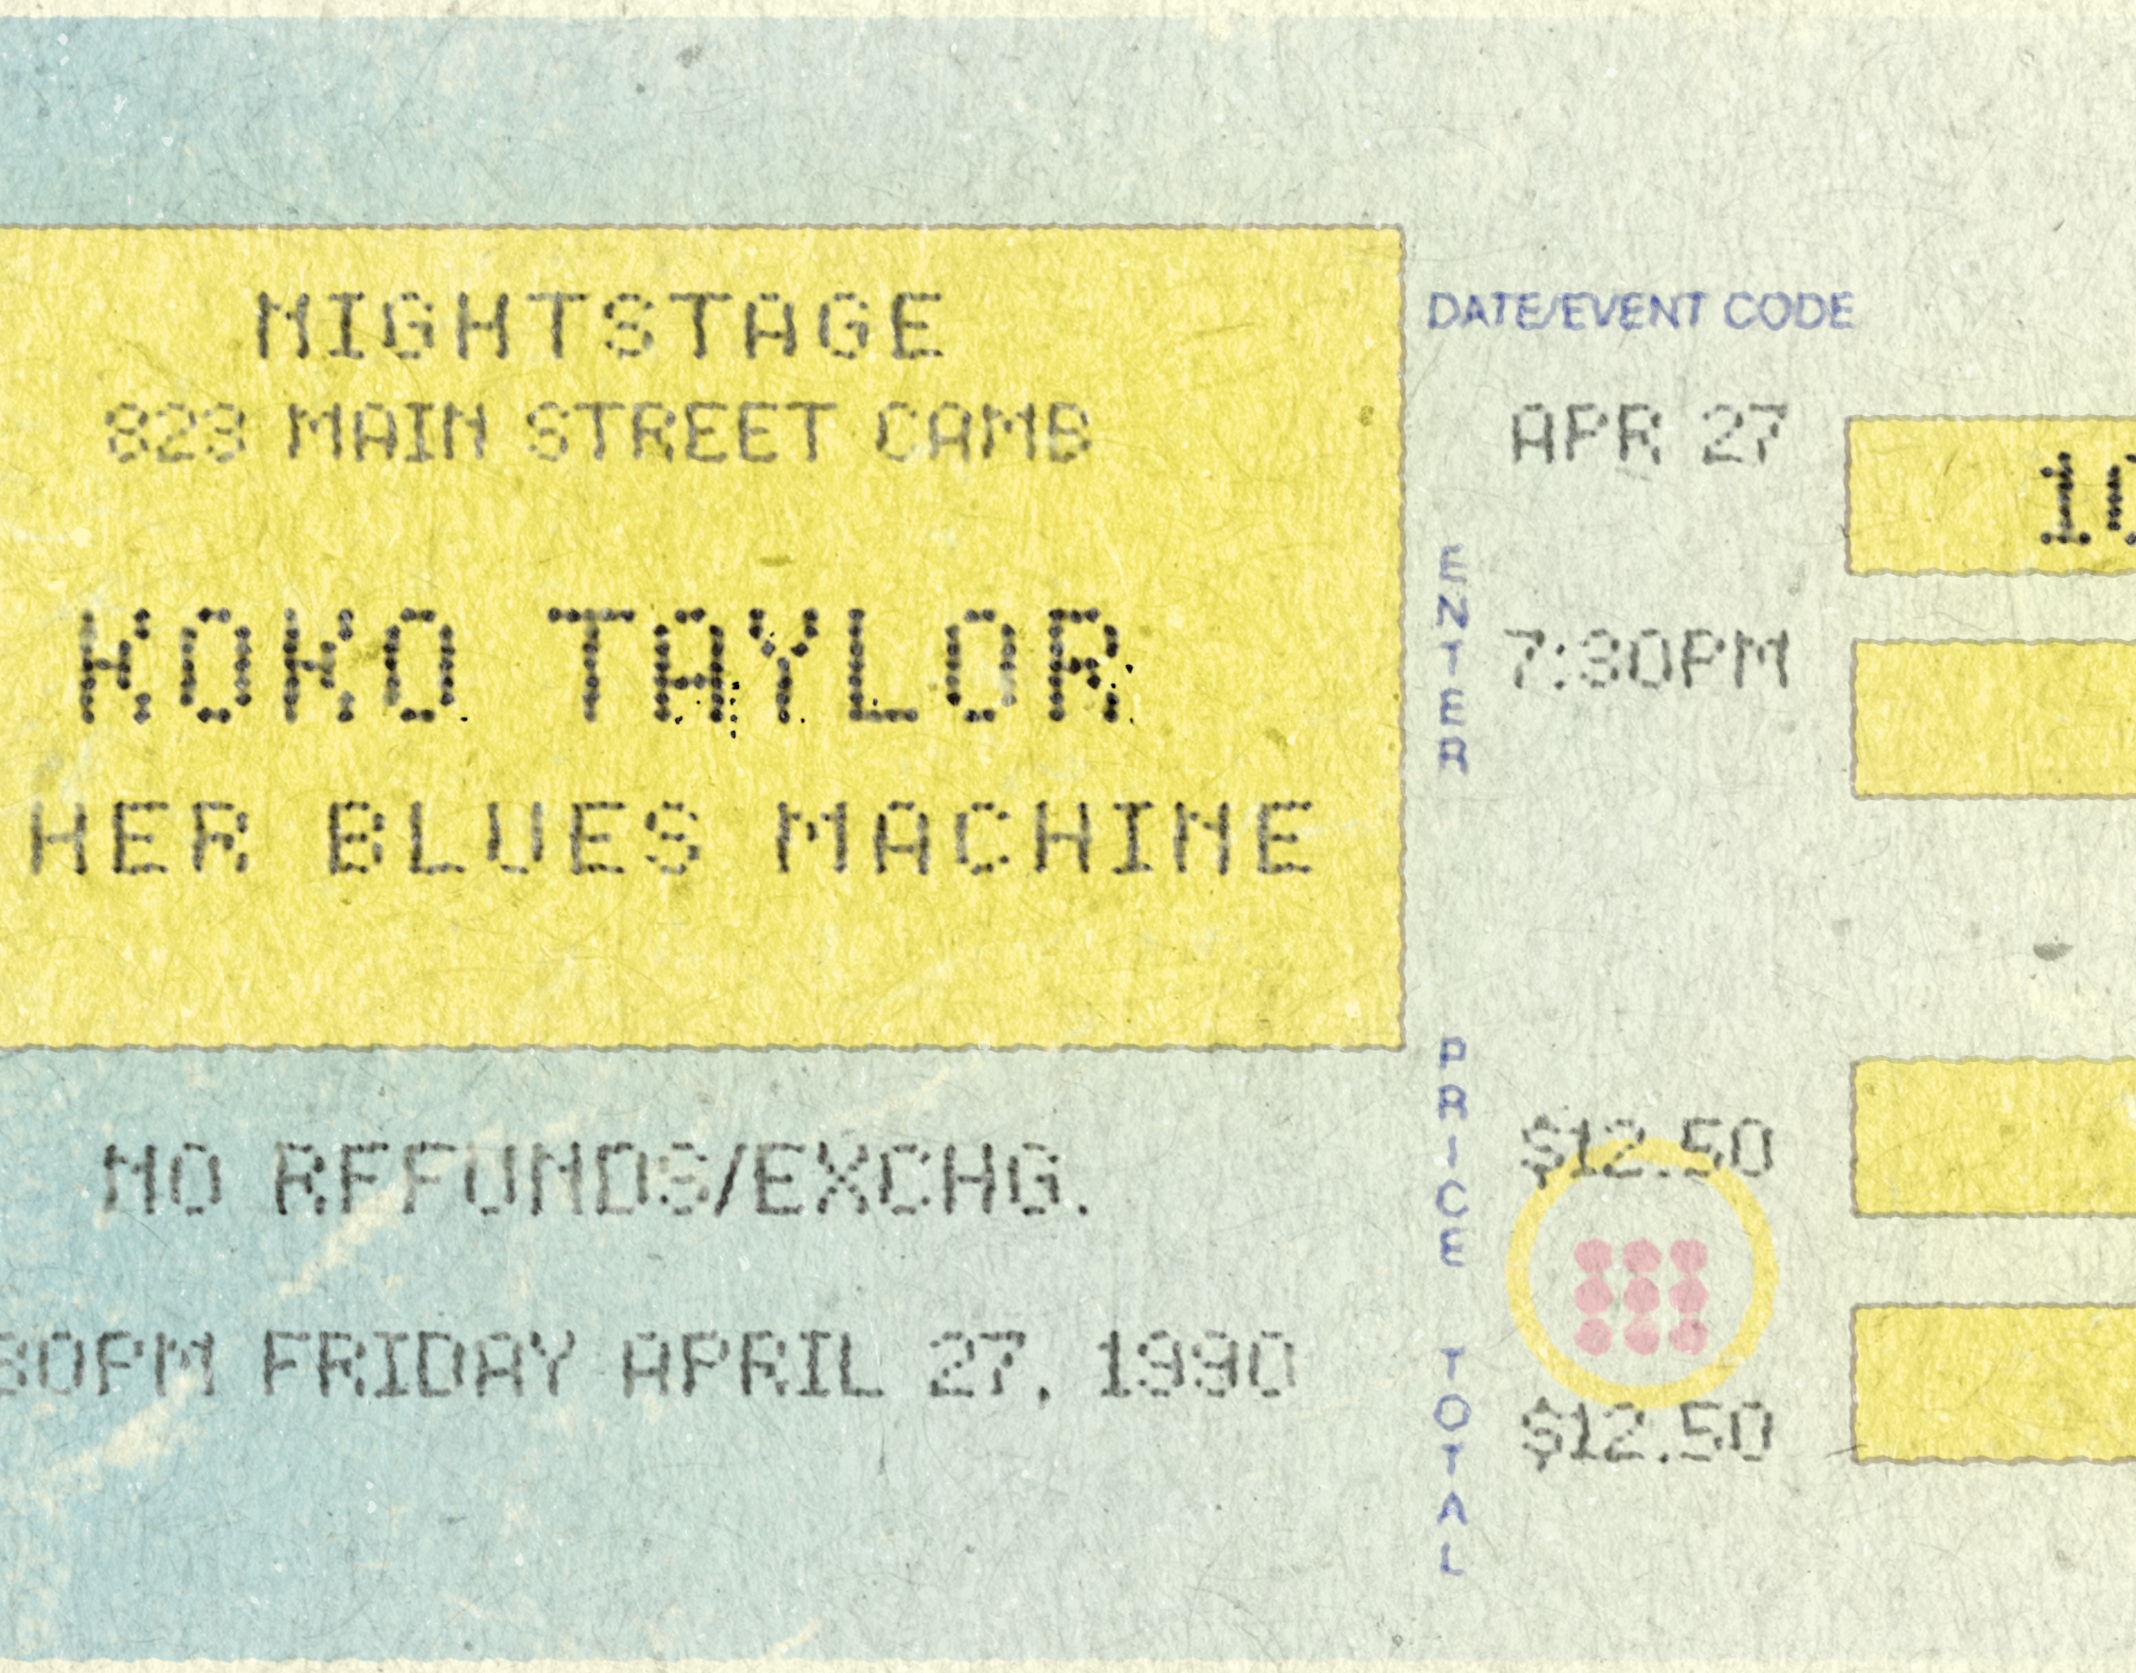 NIGHTSTAGE
823 MAIN STREET CAMB
KOKO TAYLOR
HER BLUES MACHINE
NO REFUNDS/EXCHG.
30PM FRIDAY APRIL 27, 1990
DATE/EVENT CODE
APR 27
ENTER
7:30PM
PRICE
$12.50
TOTAL
$12.50
10